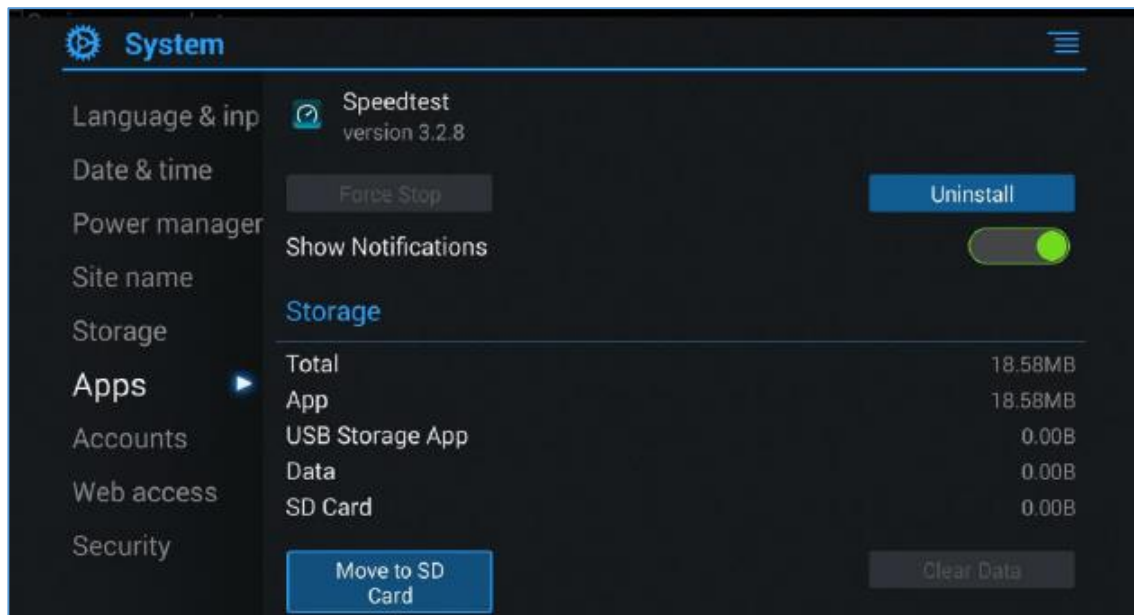 System
Language & inp
Date & time
Power manager
Site name
Storage
Apps
Accounts
Web access
Security
Speedtest
version 3.2.8
Force Stop
Uninstall
Show Notifications
Storage
Total 18.58MB
App 18.58MB
USB Storage App 0.00B
Data 0.00B
SD Card 0.00B
Move to SD
Card
Clear Data